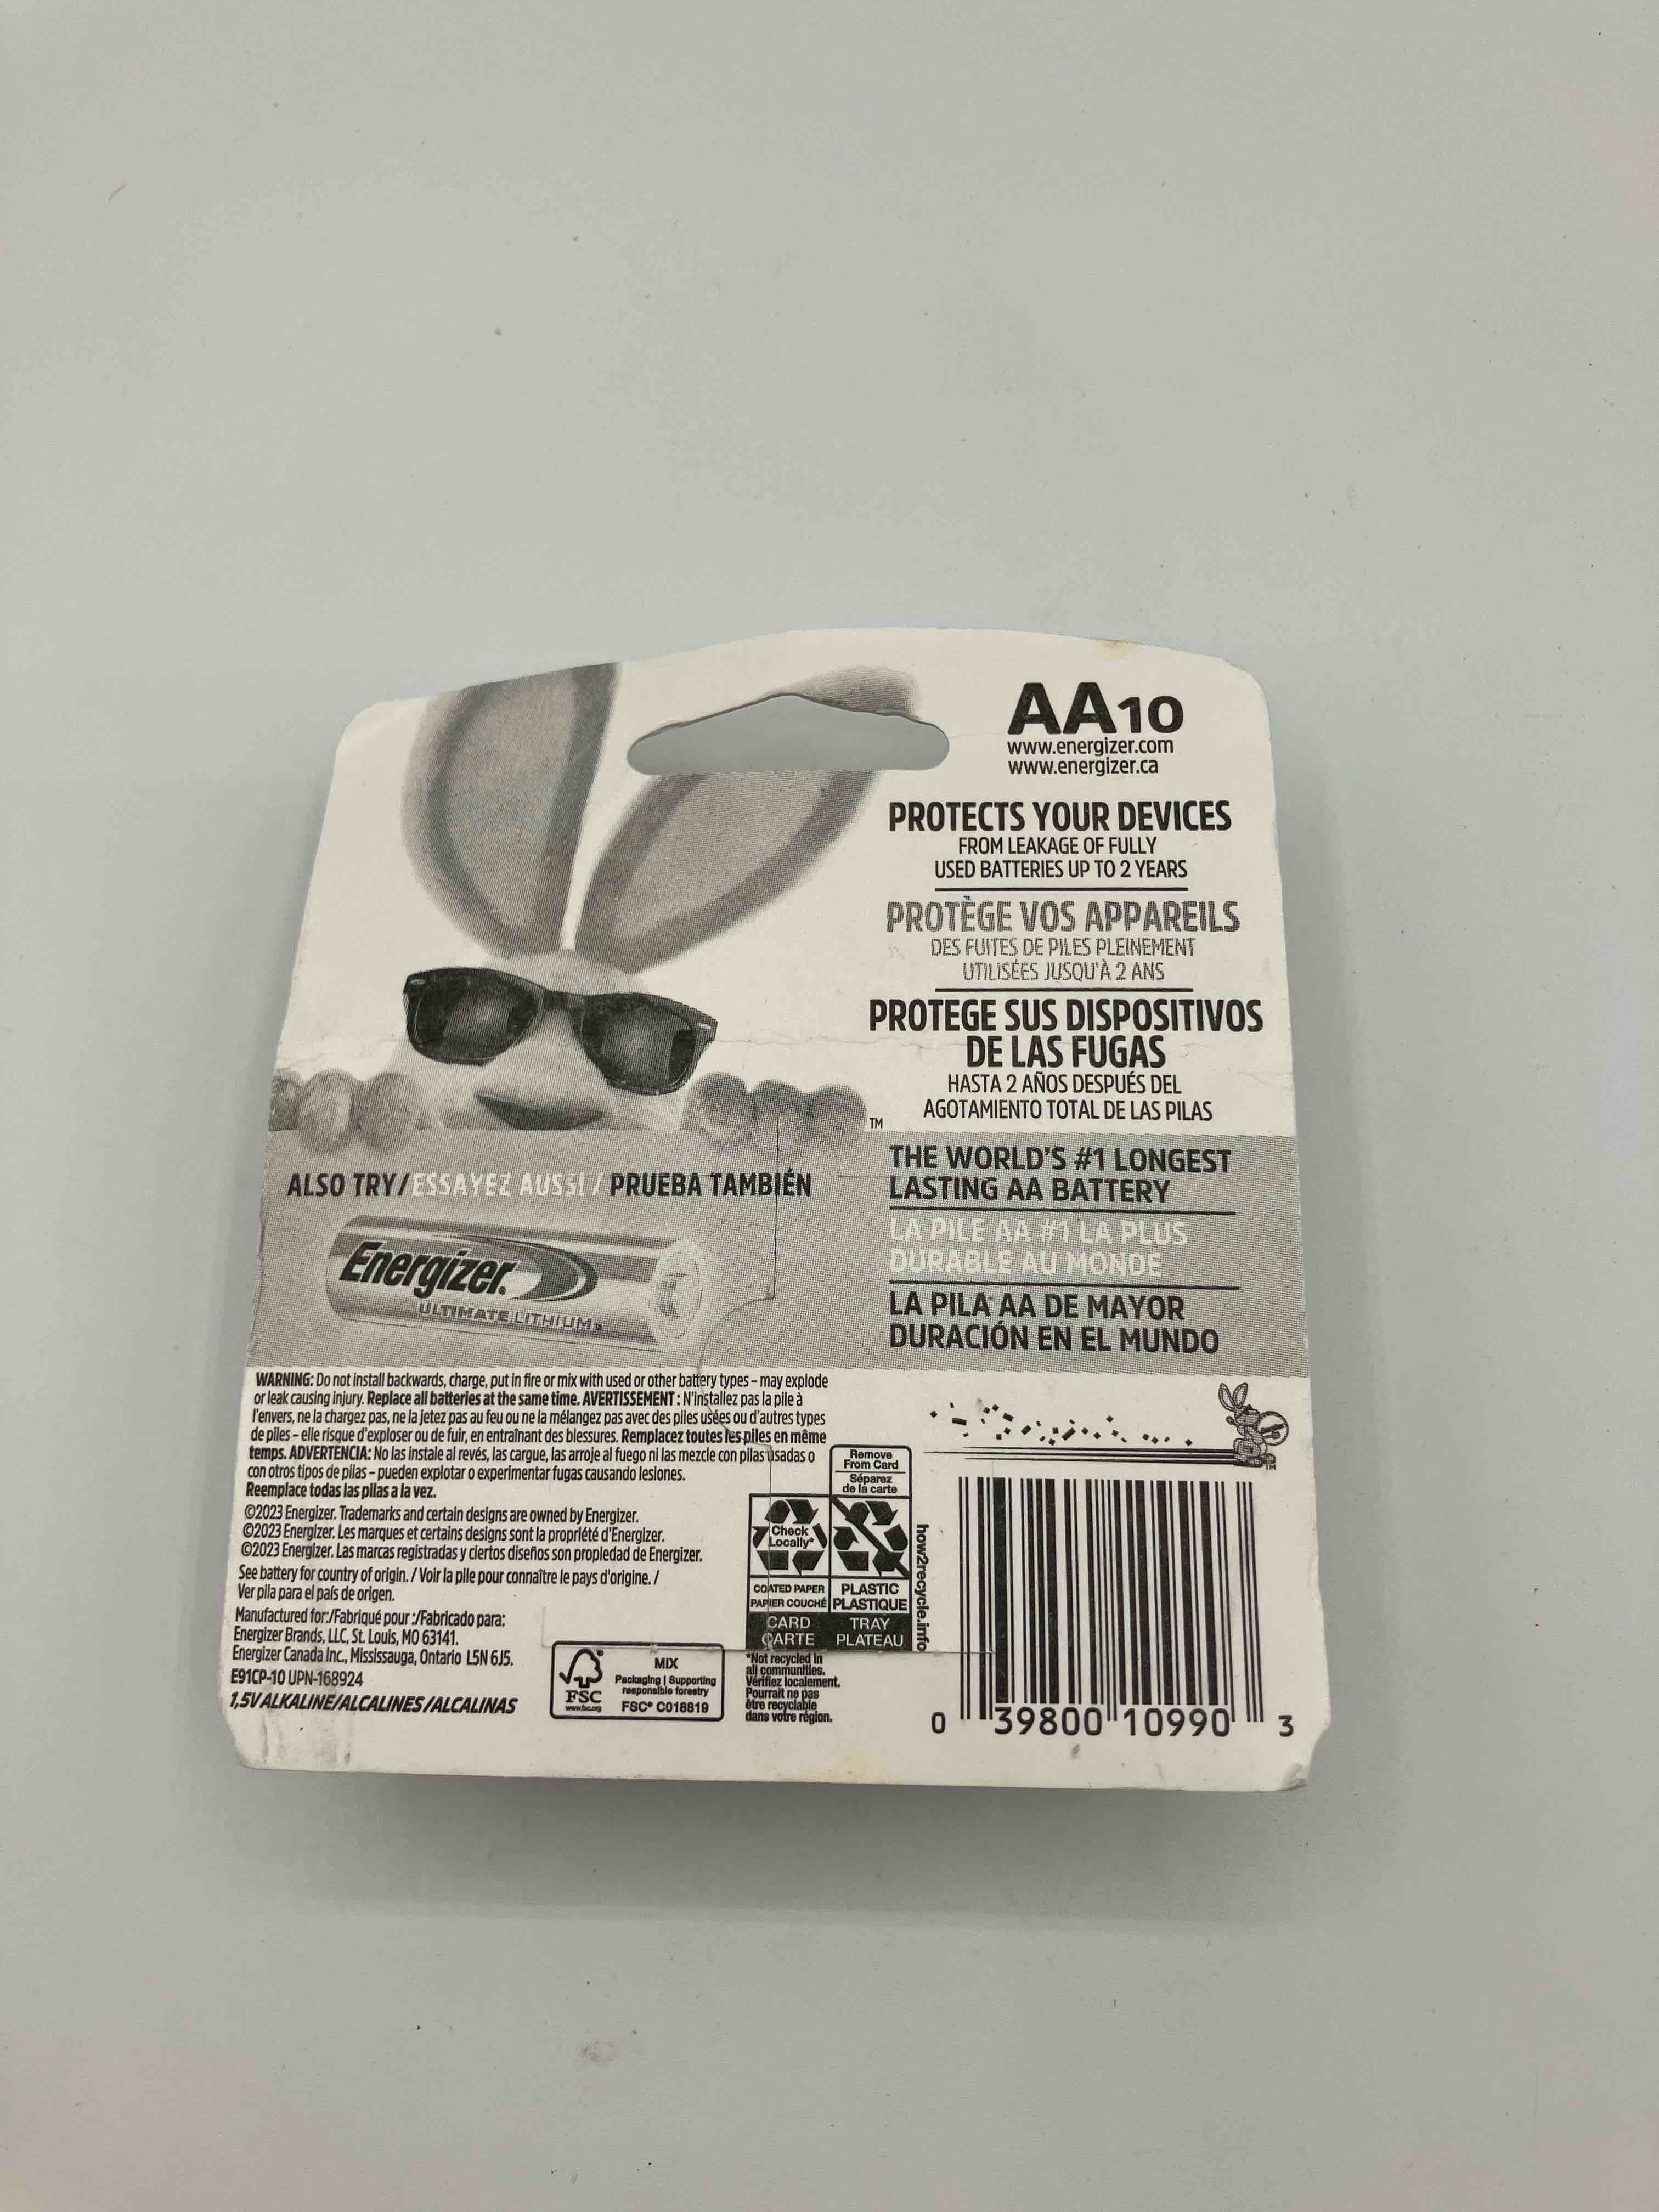 AA10
www.energizer.com
www.energizer.ca
PROTECTS YOUR DEVICES
FROM LEAKAGE OF FULLY
USED BATTERIES UP TO 2 YEARS
PROTÈGE VOS APPAREILS
DES FUITES DE PILES PLEINEMENT
UTILISÉES JUSQU'À 2 ANS
PROTEGE SUS DISPOSITIVOS
DE LAS FUGAS
HASTA 2 AÑOS DESPUÉS DEL
AGOTAMIENTO TOTAL DE LAS PILAS
TM
ALSO TRY/ESSAYEZ AUSSI / PRUEBA TAMBIÉN
Energizer.
ULTIMATE LITHIUM
THE WORLD'S #1 LONGEST
LASTING AA BATTERY
LA PILE AA #1 LA PLUS
DURABLE AU MONDE
LA PILA AA DE MAYOR
DURACIÓN EN EL MUNDO
WARNING: Do not install backwards, charge, put in fire or mix with used or other battery types – may explode
or leak causing injury. Replace all batteries at the same time. AVERTISSEMENT : N'installez pas la pile à
l'envers, ne la chargez pas, ne la jetez pas au feu ou ne la mélangez pas avec des piles usées ou d'autres types
de piles – elle risque d'exploser ou de fuir, en entraînant des blessures. Remplacez toutes les piles en même
temps. ADVERTENCIA: No las instale al revés, las cargue, las arroje al fuego ni las mezcle con pilas usadas o
con otros tipos de pilas – pueden explotar o experimentar fugas causando lesiones.
Reemplace todas las pilas a la vez.
©2023 Energizer. Trademarks and certain designs are owned by Energizer.
©2023 Energizer. Les marques et certains designs sont la propriété d'Energizer.
©2023 Energizer. Las marcas registradas y ciertos diseños son propiedad de Energizer.
See battery for country of origin. / Voir la pile pour connaître le pays d'origine. /
Ver pila para el país de origen.
Manufactured for:/Fabriqué pour :/Fabricado para:
Energizer Brands, LLC, St. Louis, MO 63141.
Energizer Canada Inc., Mississauga, Ontario L5N 6J5.
E91CP-10 UPN-168924
1,5V ALKALINE/ALCALINES/ALCALINAS
FSC
www.fsc.org
MIX
Packaging | Supporting
responsible forestry
FSC® C018819
Remove
From Card
Séparez
de la carte
Check
Locally*
COATED PAPER
PAPIER COUCHÉ
CARD
CARTE
PLASTIC
PLASTIQUE
TRAY
PLATEAU
how2recycle.info
*Not recycled in
all communities.
Vérifiez localement.
Pourrait ne pas
être recyclable
dans votre région.
TM
0 39800 10990 3